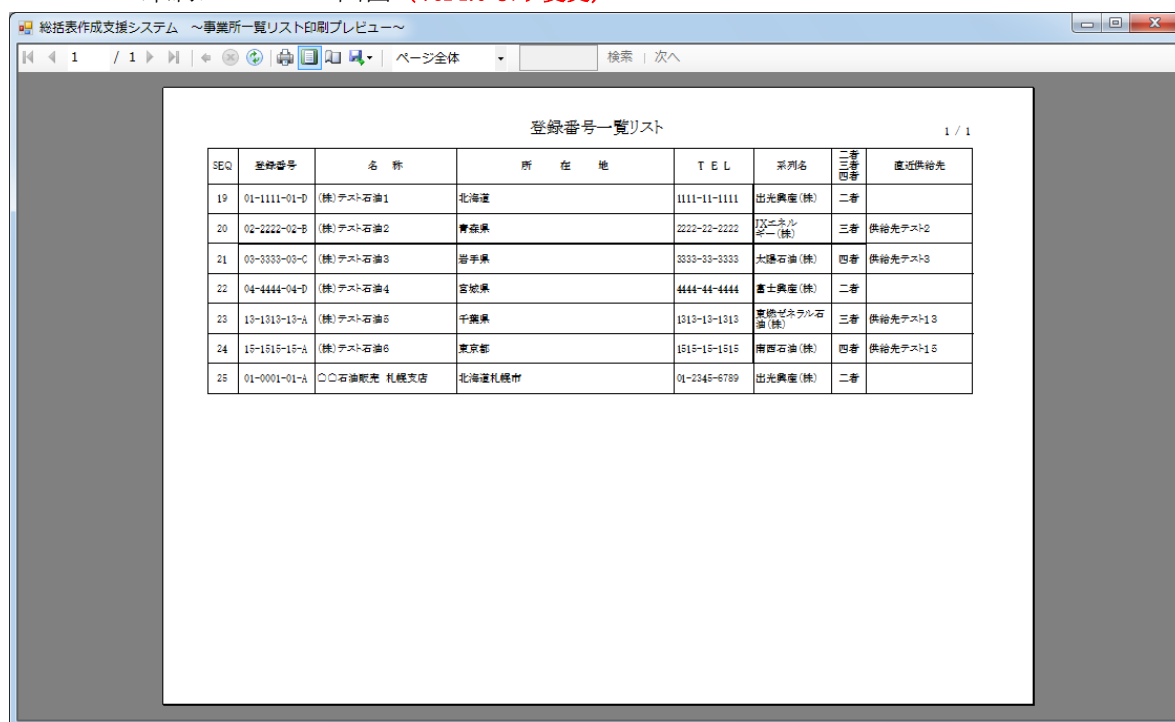 総括表作成支援システム　～事業所一覧リスト印刷プレビュー～
1 / 1 ページ全体 検索 | 次へ
登録番号一覧リスト
1 / 1
SEQ 登録番号 名 称 所 在 地 T E L 系列名 二者三者四者 直近供給先
19 01-1111-01-D (株)テスト石油1 北海道 1111-11-1111 出光興産(株) 二者
20 02-2222-02-B (株)テスト石油2 青森県 2222-22-2222 JXエネルギー(株) 三者 供給先テスト2
21 03-3333-03-C (株)テスト石油3 岩手県 3333-33-3333 太陽石油(株) 四者 供給先テスト3
22 04-4444-04-D (株)テスト石油4 宮城県 4444-44-4444 富士興産(株) 二者
23 13-1313-13-A (株)テスト石油5 千葉県 1313-13-1313 東燃ゼネラル石油(株) 三者 供給先テスト13
24 15-1515-15-A (株)テスト石油6 東京都 1515-15-1515 南西石油(株) 四者 供給先テスト15
25 01-0001-01-A 〇〇石油販売 札幌支店 北海道札幌市 01-2345-6789 出光興産(株) 二者